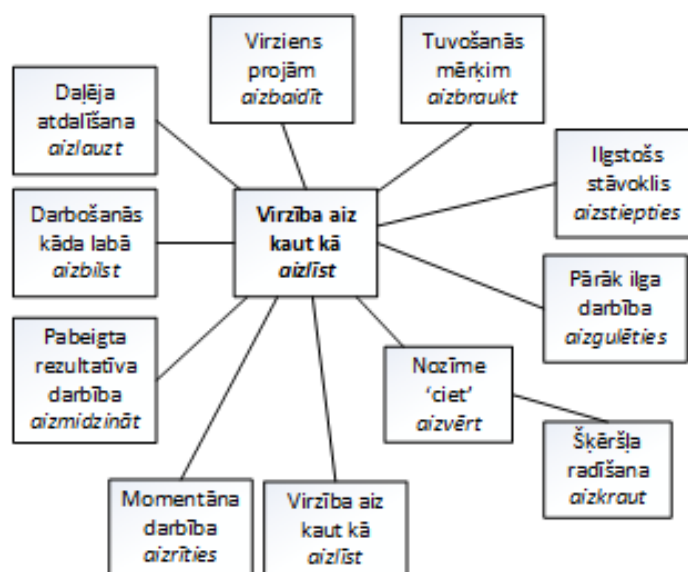 Virziens
projām
aizbaidīt
Tuvošanās
mērķim
aizbraukt
Daļēja
atdalīšana
aizlauzt
Ilgstošs
stāvoklis
aizstiepties
Darbošanās
kāda labā
aizbilst
Virzība aiz
kaut kā
aizlīst
Pārāk ilga
darbība
aizgulēties
Pabeigta
rezultatīva
darbība
aizmidzināt
Nozīme
‘ciet’
aizvērt
Šķēršļa
radīšana
aizkraut
Momentāna
darbība
aizrīties
Virzība aiz
kaut kā
aizlīst